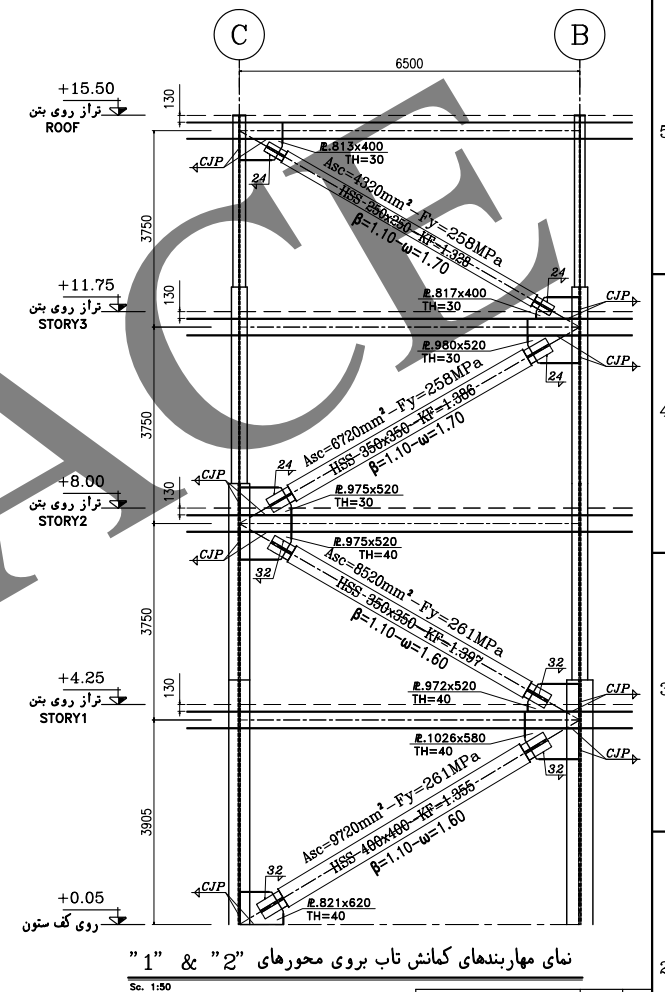 C B
6500
+15.50
تراز روی بتن
ROOF
130
CJP
24
PL.813x400
TH=30
Asc=4320mm²-Fy=258MPa
HSS-250x250-KF=1.328
β=1.10-ω=1.70
3750
+11.75
تراز روی بتن
STORY3
130
24
CJP
PL.817x400
TH=30
PL.980x520
TH=30
CJP
24
Asc=6720mm²-Fy=258MPa
HSS-350x350-KF=1.386
β=1.10-ω=1.70
3750
+8.00
تراز روی بتن
STORY2
130
CJP
24
PL.975x520
TH=30
PL.975x520
TH=40
CJP
32
Asc=8520mm²-Fy=261MPa
HSS-350x350-KF=1.397
β=1.10-ω=1.60
3750
+4.25
تراز روی بتن
STORY1
130
32
CJP
PL.972x520
TH=40
PL.1026x580
TH=40
CJP
32
Asc=9720mm²-Fy=261MPa
HSS-400x400-KF=1.355
β=1.10-ω=1.60
3905
+0.05
روی کف ستون
CJP
32
PL.821x620
TH=40
نمای مهاربندهای کمانش تاب بروی محورهای "2" & "1"
Sc. 1:50
ACE
5
4
3
2